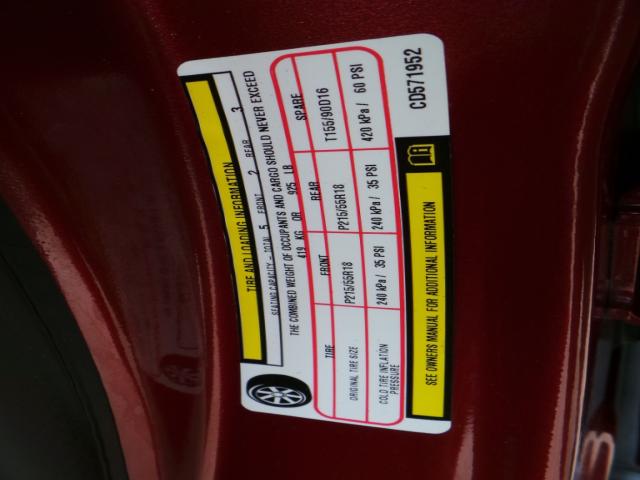 TIRE AND LOADING INFORMATION
SEATING CAPACITY - TOTAL 5 FRONT 2 REAR 3
THE COMBINED WEIGHT OF OCCUPANTS AND CARGO SHOULD NEVER EXCEED
419 KG OR 925 LB
TIRE FRONT REAR SPARE
ORIGINAL TIRE SIZE P215/55R18 P215/55R18 T155/90D16
COLD TIRE INFLATION PRESSURE 240 kPa / 35 PSI 240 kPa / 35 PSI 420 kPa / 60 PSI
SEE OWNERS MANUAL FOR ADDITIONAL INFORMATION
CD571952